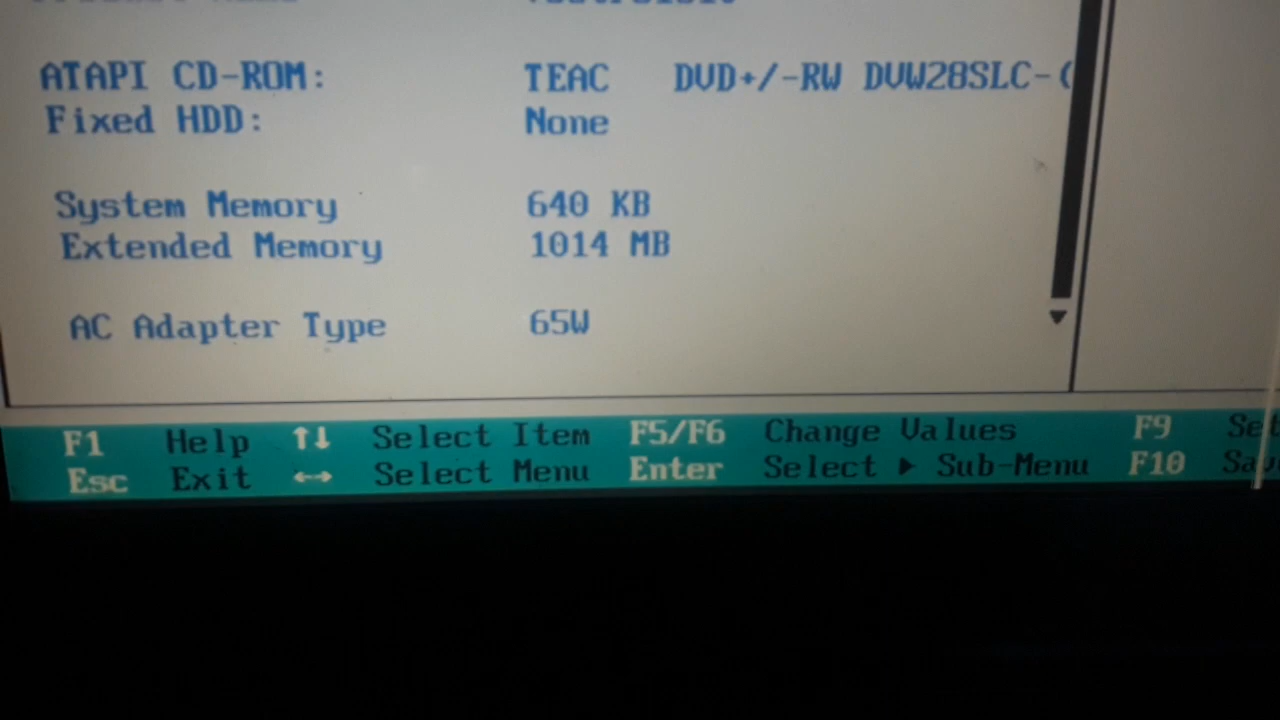 ATAPI CD-ROM: TEAC DVD+/-RW DVW28SLC-(
Fixed HDD: None
System Memory 640 KB
Extended Memory 1014 MB
AC Adapter Type 65W
F1 Help ↑↓ Select Item F5/F6 Change Values F9
Esc Exit ↔ Select Menu Enter Select ▶ Sub-Menu F10